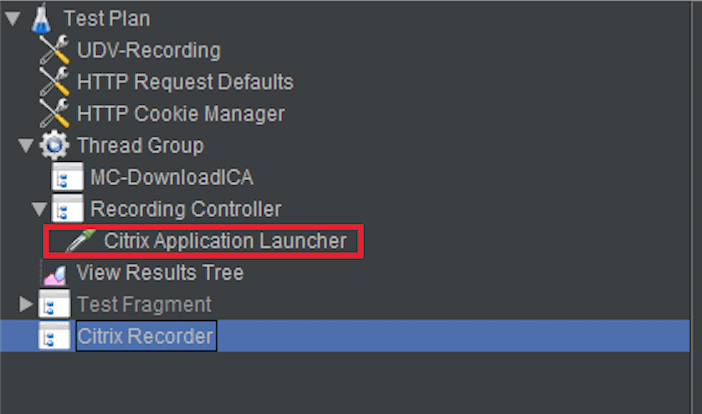 Test Plan
UDV-Recording
HTTP Request Defaults
HTTP Cookie Manager
Thread Group
MC-DownloadICA
Recording Controller
Citrix Application Launcher
View Results Tree
Test Fragment
Citrix Recorder